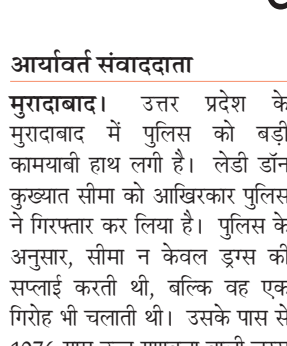 आर्यावर्त संवाददाता
मुरादाबाद। उत्तर प्रदेश के
मुरादाबाद में पुलिस को बड़ी
कामयाबी हाथ लगी है। लेडी डॉन
कुख्यात सीमा को आखिरकार पुलिस
ने गिरफ्तार कर लिया है। पुलिस के
अनुसार, सीमा न केवल ड्रग्स की
सप्लाई करती थी, बल्कि वह एक
गिरोह भी चलाती थी। उसके पास से